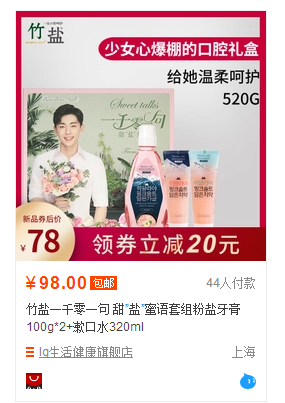 竹盐
少女心爆棚的口腔礼盒
给她温柔呵护
520G
Sweet talks
一千零一句
甜"盐"蜜语
新品券后价
¥78
领券立减20元
¥98.00 包邮
44人付款
竹盐一千零一句 甜"盐"蜜语套组粉盐牙膏
100g*2+漱口水320ml
lg生活健康旗舰店
上海